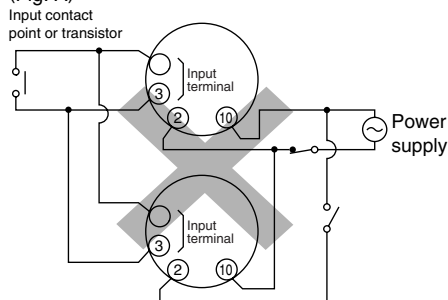 (Fig. A)
Input contact
point or transistor
Input
terminal
3
2
10
Power
supply
Input
terminal
3
2
10